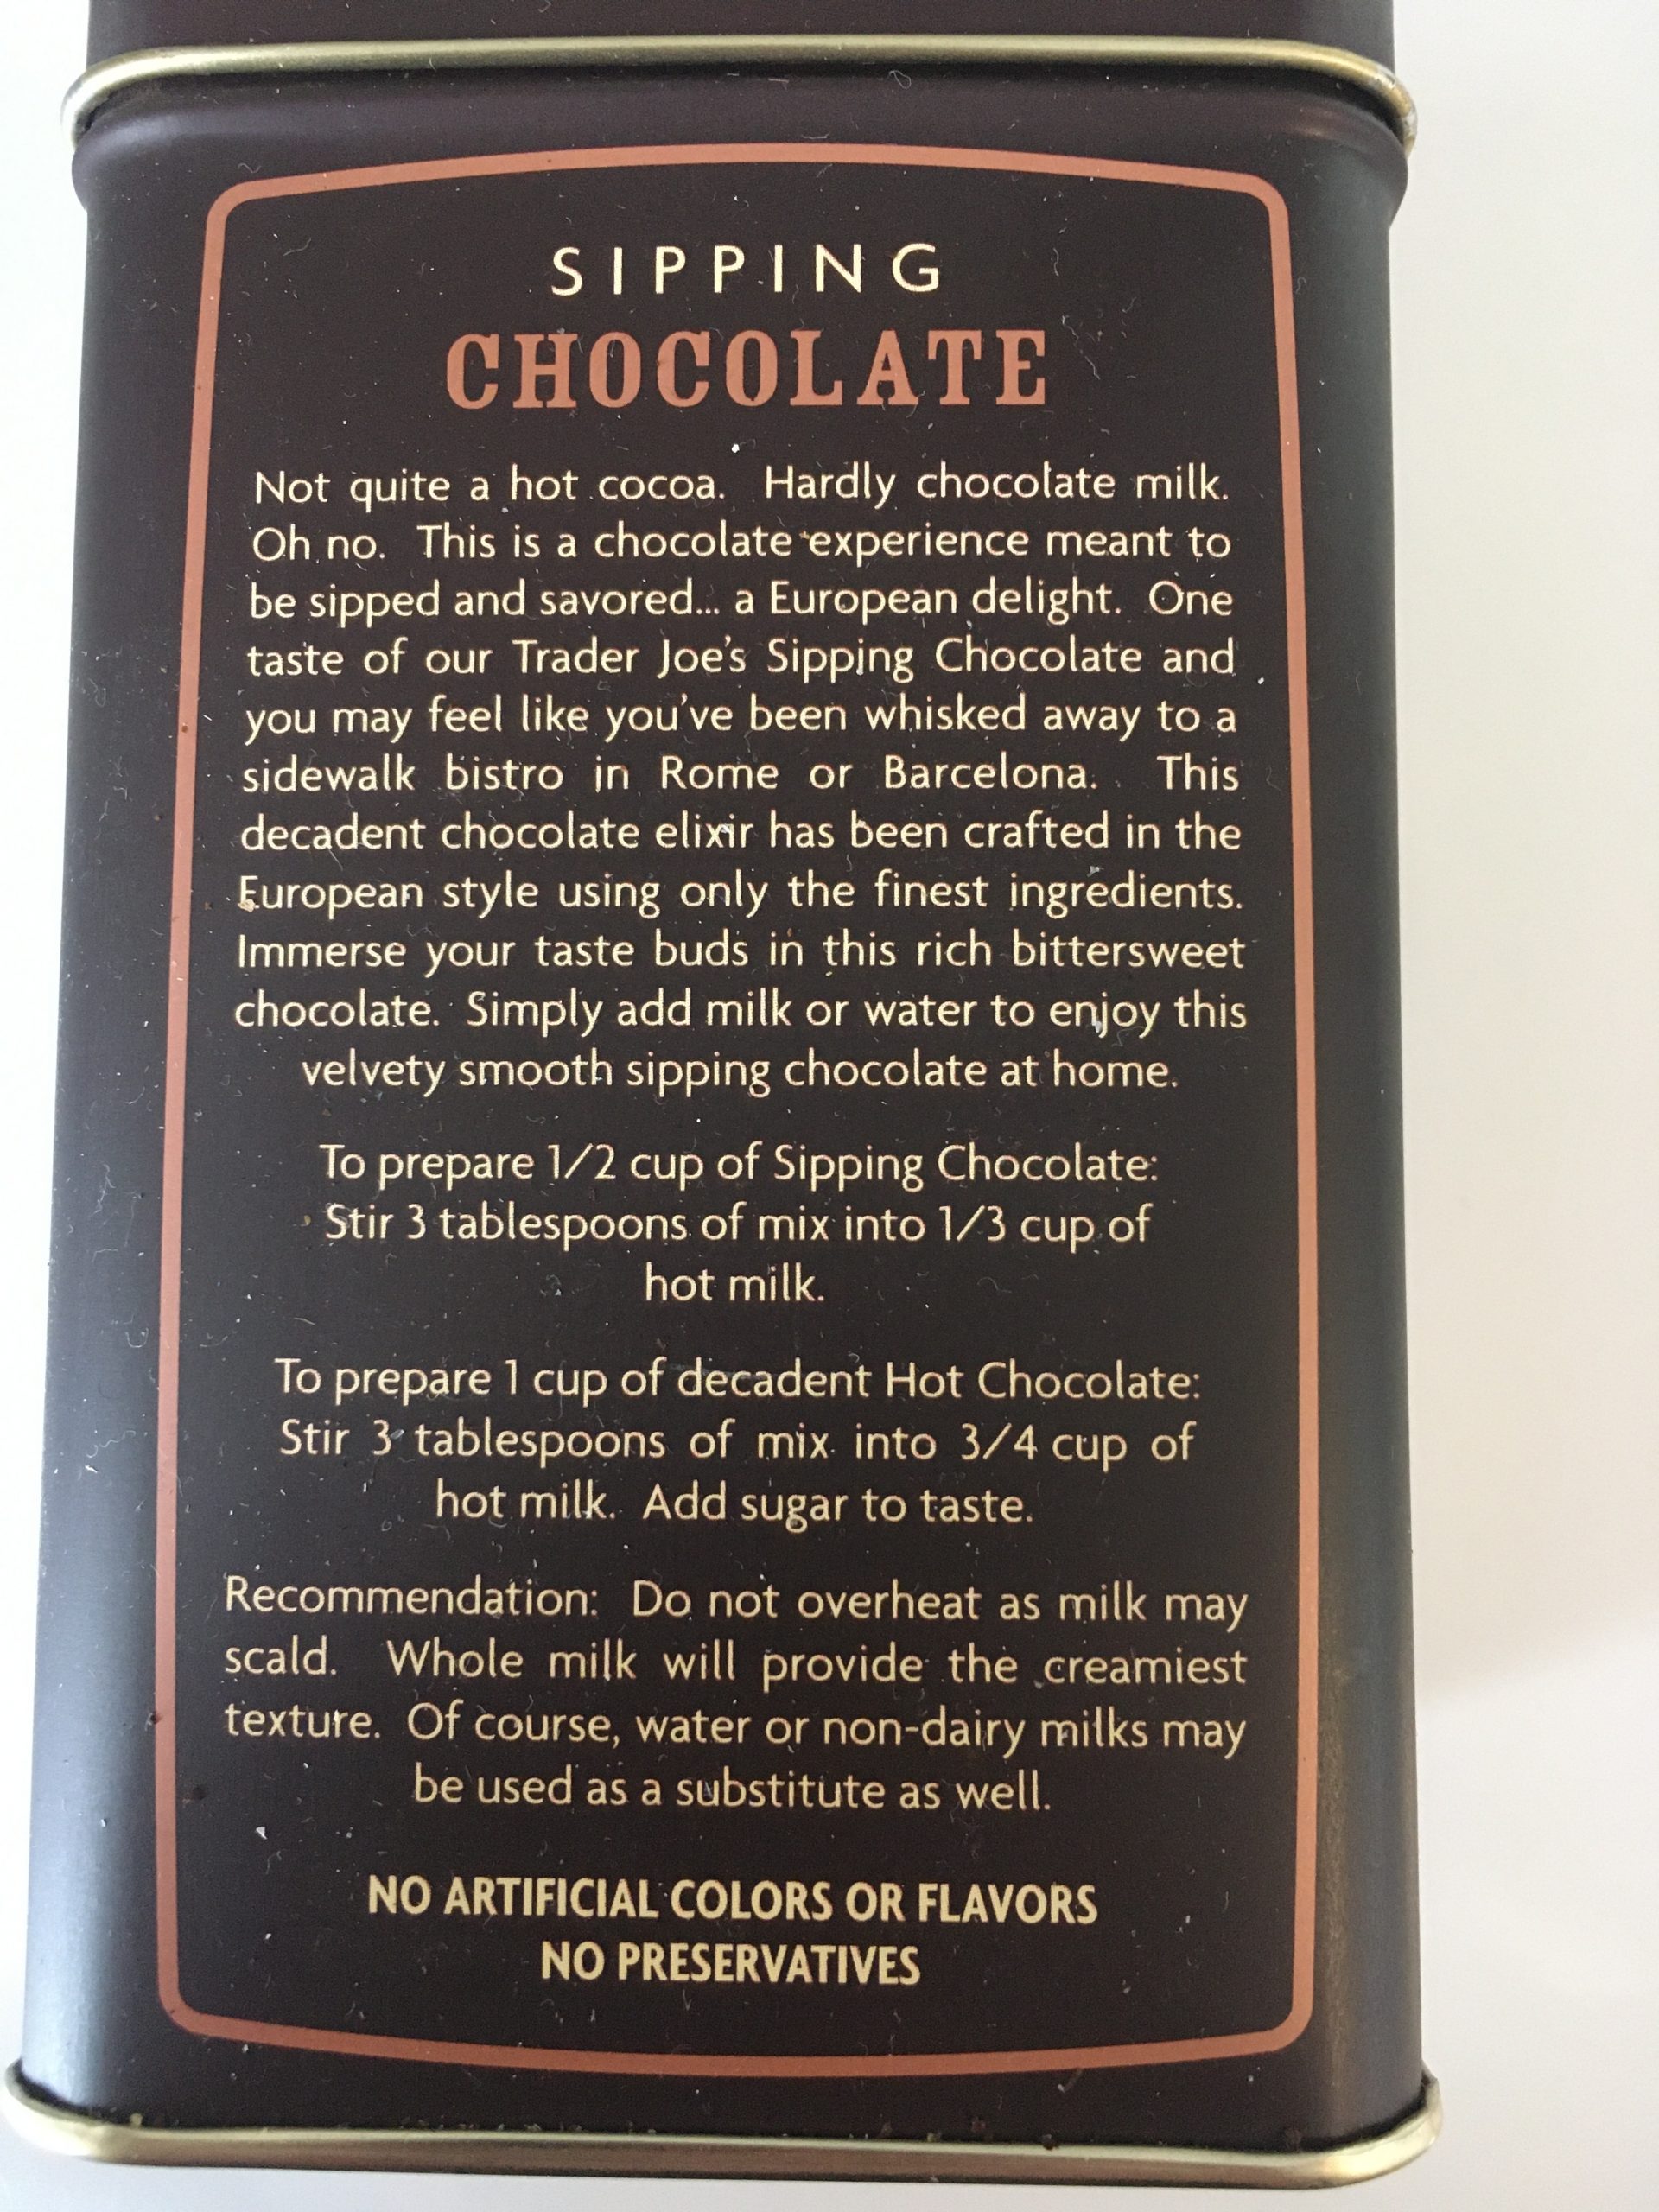 SIPPING
CHOCOLATE
Not quite a hot cocoa. Hardly chocolate milk.
Oh no. This is a chocolate experience meant to
be sipped and savored... a European delight. One
taste of our Trader Joe's Sipping Chocolate and
you may feel like you've been whisked away to a
sidewalk bistro in Rome or Barcelona. This
decadent chocolate elixir has been crafted in the
European style using only the finest ingredients.
Immerse your taste buds in this rich bittersweet
chocolate. Simply add milk or water to enjoy this
velvety smooth sipping chocolate at home.
To prepare 1/2 cup of Sipping Chocolate:
Stir 3 tablespoons of mix into 1/3 cup of
hot milk.
To prepare 1 cup of decadent Hot Chocolate:
Stir 3 tablespoons of mix into 3/4 cup of
hot milk. Add sugar to taste.
Recommendation: Do not overheat as milk may
scald. Whole milk will provide the creamiest
texture. Of course, water or non-dairy milks may
be used as a substitute as well.
NO ARTIFICIAL COLORS OR FLAVORS
NO PRESERVATIVES